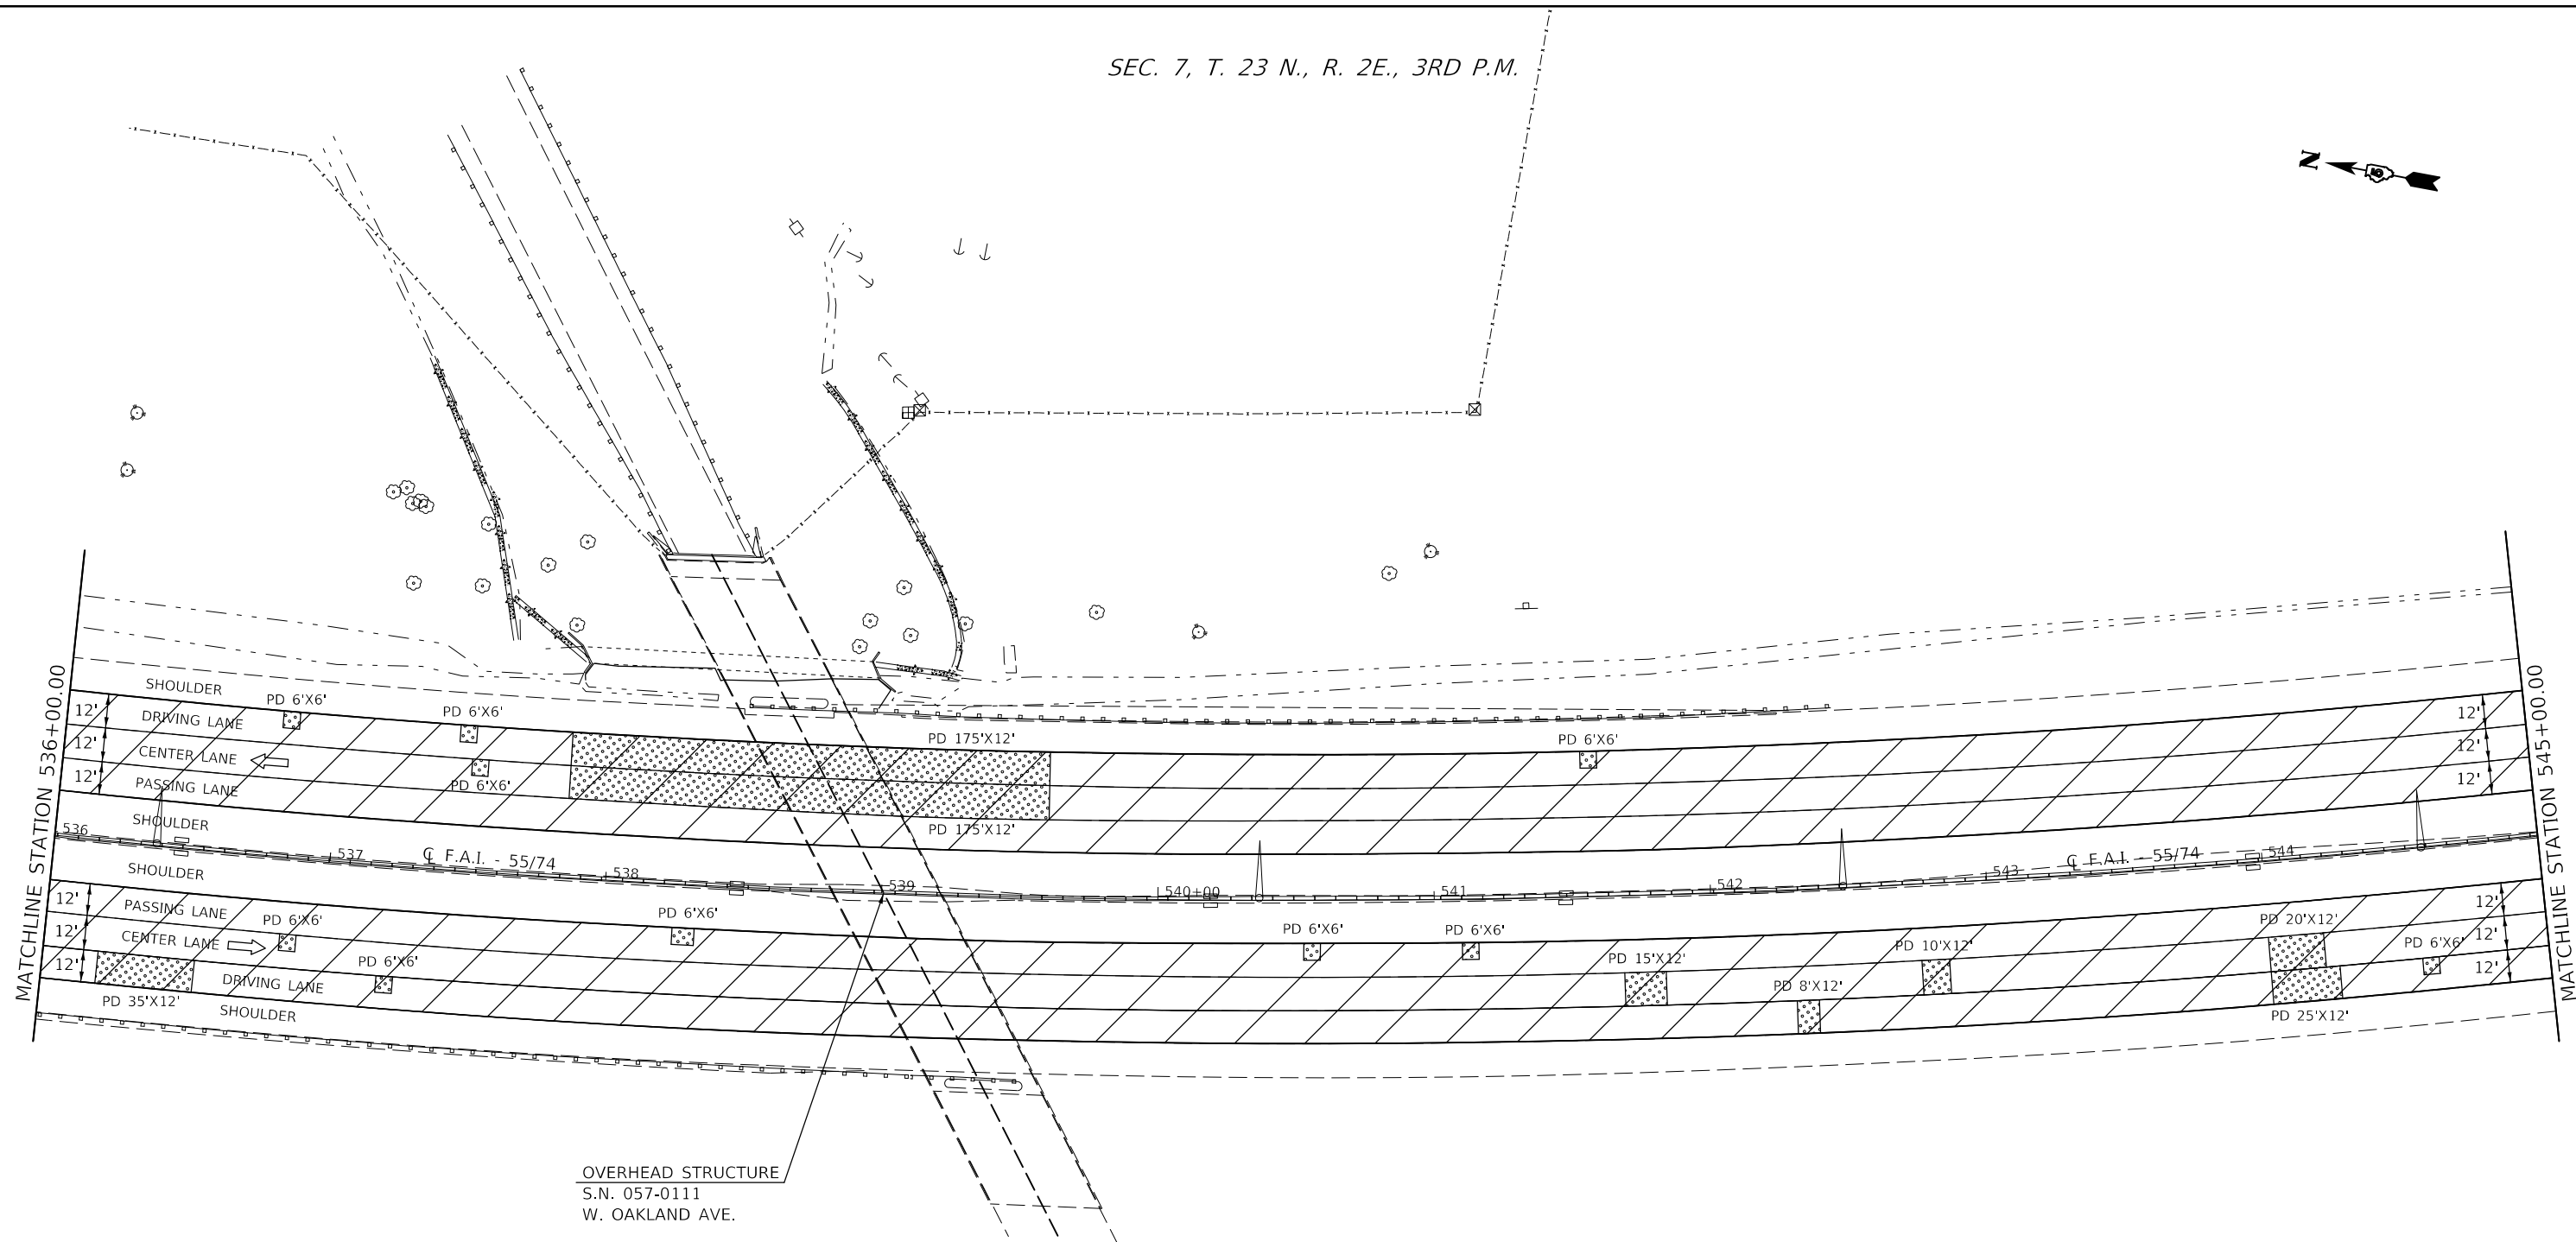 SEC. 7, T. 23 N., R. 2E., 3RD P.M.
N
MATCHLINE STATION 536+00.00
MATCHLINE STATION 545+00.00
SHOULDER
PD 6'X6'
PD 6'X6'
12'
DRIVING LANE
PD 175'X12'
PD 6'X6'
12'
12'
CENTER LANE
12'
12'
PASSING LANE
PD 6'X6'
12'
SHOULDER
PD 175'X12'
536
537
℄ F.A.I. - 55/74
538
539
540+00
541
542
543
℄ F.A.I. - 55/74
544
SHOULDER
12'
PASSING LANE
PD 6'X6'
PD 6'X6'
PD 6'X6'
PD 6'X6'
PD 20'X12'
12'
12'
CENTER LANE
PD 6'X6'
PD 15'X12'
PD 10'X12'
PD 6'X6'
12'
12'
DRIVING LANE
PD 8'X12'
12'
PD 35'X12'
SHOULDER
PD 25'X12'
OVERHEAD STRUCTURE
S.N. 057-0111
W. OAKLAND AVE.